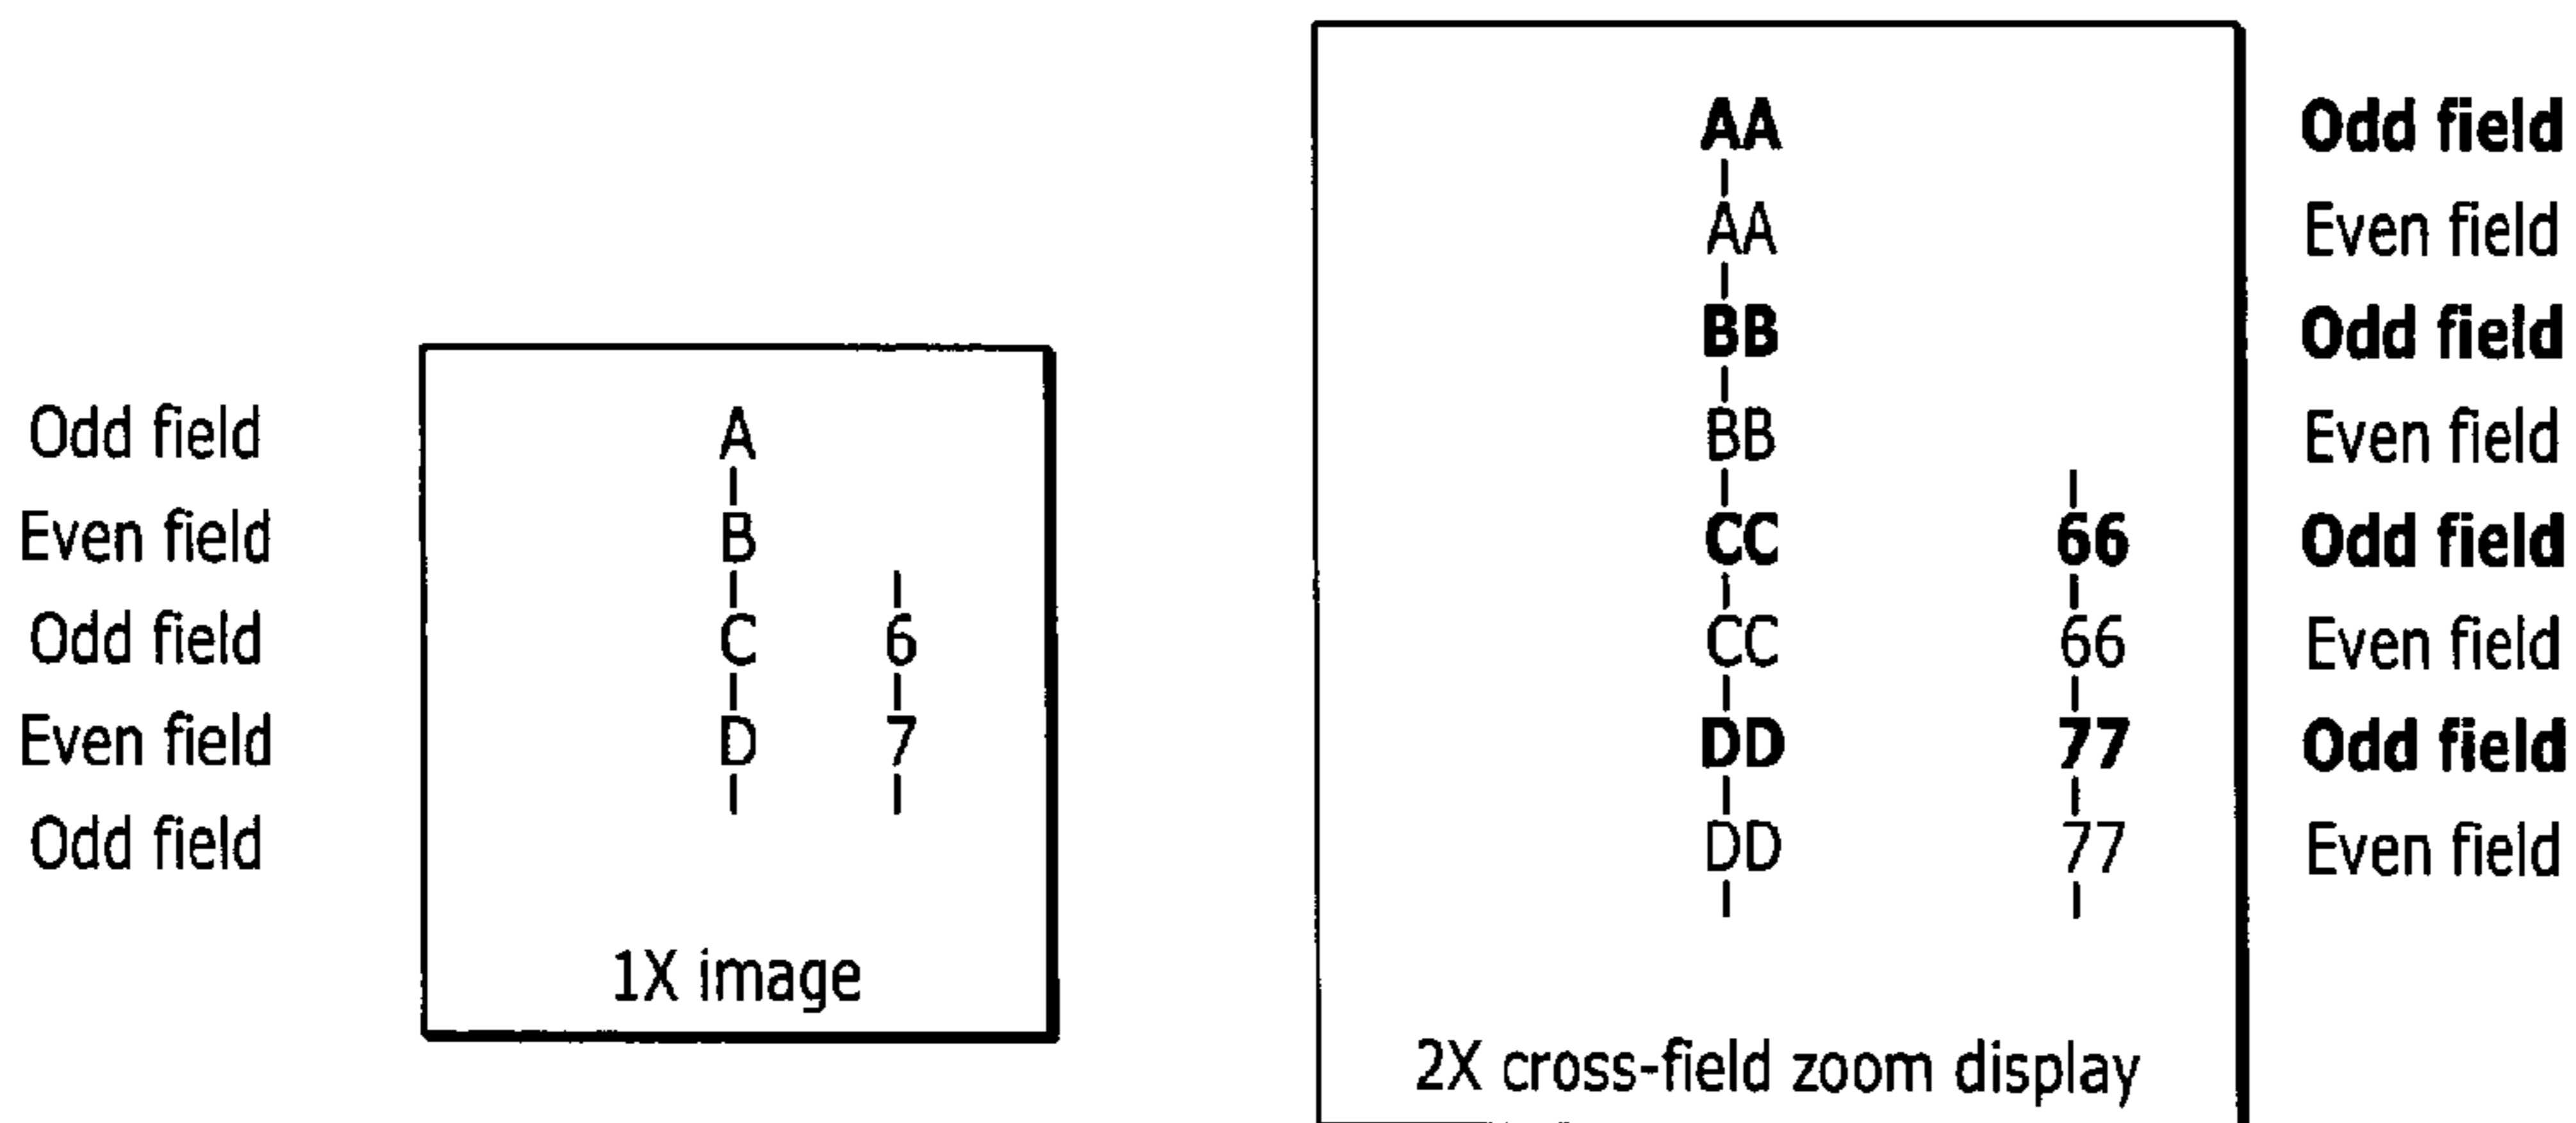 Odd field
Even field
Odd field
Even field
Odd field
A
B
C 6
D 7
1X image
AA
AA
BB
BB
CC 66
CC 66
DD 77
DD 77
2X cross-field zoom display
Odd field
Even field
Odd field
Even field
Odd field
Even field
Odd field
Even field